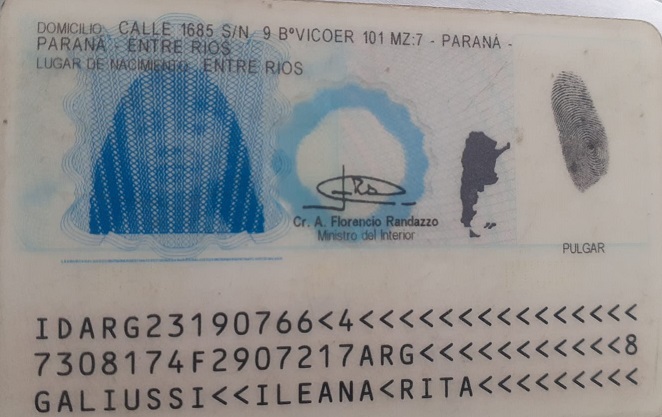 DOMICILIO: CALLE 1685 S/N 9 BºVICOER 101 MZ:7 - PARANÁ -
PARANÁ - ENTRE RIOS
LUGAR DE NACIMIENTO: ENTRE RIOS
Cr. A. Florencio Randazzo
Ministro del Interior
PULGAR
IDARG23190766<4<<<<<<<<<<<<<<<
7308174F2907217ARG<<<<<<<<<<<8
GALIUSSI<<ILEANA<RITA<<<<<<<<<